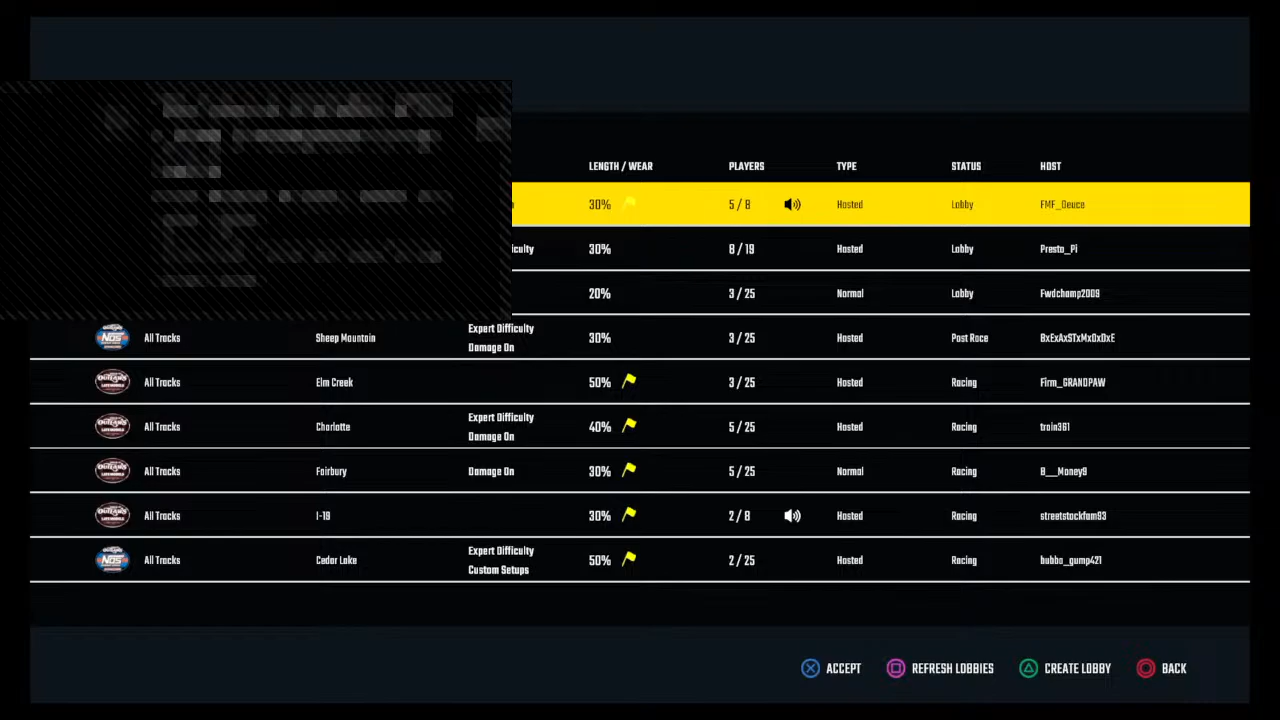 LENGTH / WEAR PLAYERS TYPE STATUS HOST
30% 5 / 8 Hosted Lobby FMF_Deuce
30% 8 / 19 Hosted Lobby Presto_Pi
20% 3 / 25 Normal Lobby Fwdchamp2009
All Tracks Sheep Mountain Expert Difficulty 30% 3 / 25 Hosted Post Race BxExAxSTxMxOxDxE
Damage On
All Tracks Elm Creek 50% 3 / 25 Hosted Racing Firm_GRANDPAW
All Tracks Charlotte Expert Difficulty 40% 5 / 25 Hosted Racing train361
Damage On
All Tracks Fairbury Damage On 30% 5 / 25 Normal Racing B__Money9
All Tracks I-19 30% 2 / 8 Hosted Racing streetstockfam93
All Tracks Cedar Lake Expert Difficulty 50% 2 / 25 Hosted Racing bubba_gump421
Custom Setups
ACCEPT REFRESH LOBBIES CREATE LOBBY BACK